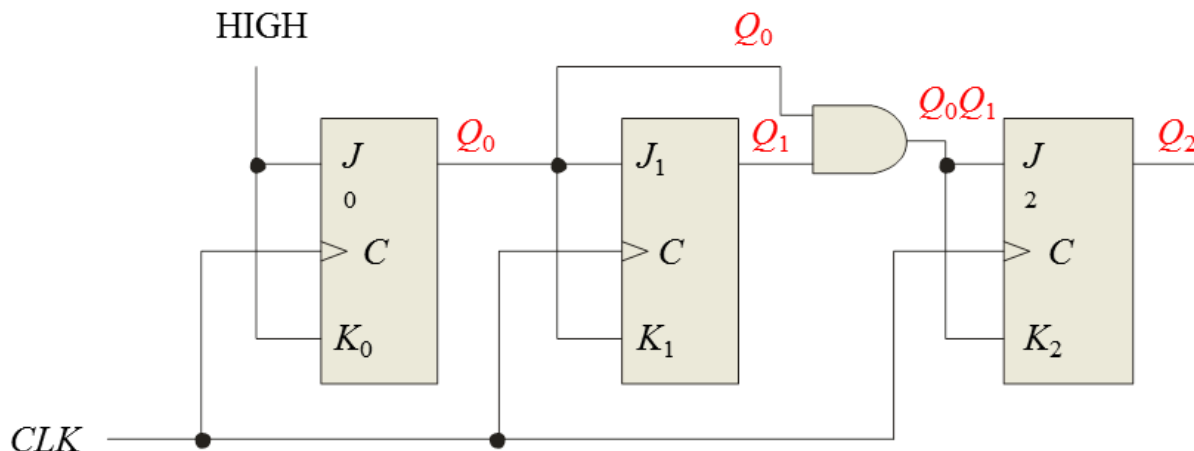 HIGH
Q₀
Q₀ Q₁ Q₀Q₁ Q₂
J
0
J₁
J
2
C C C
K₀ K₁ K₂
CLK